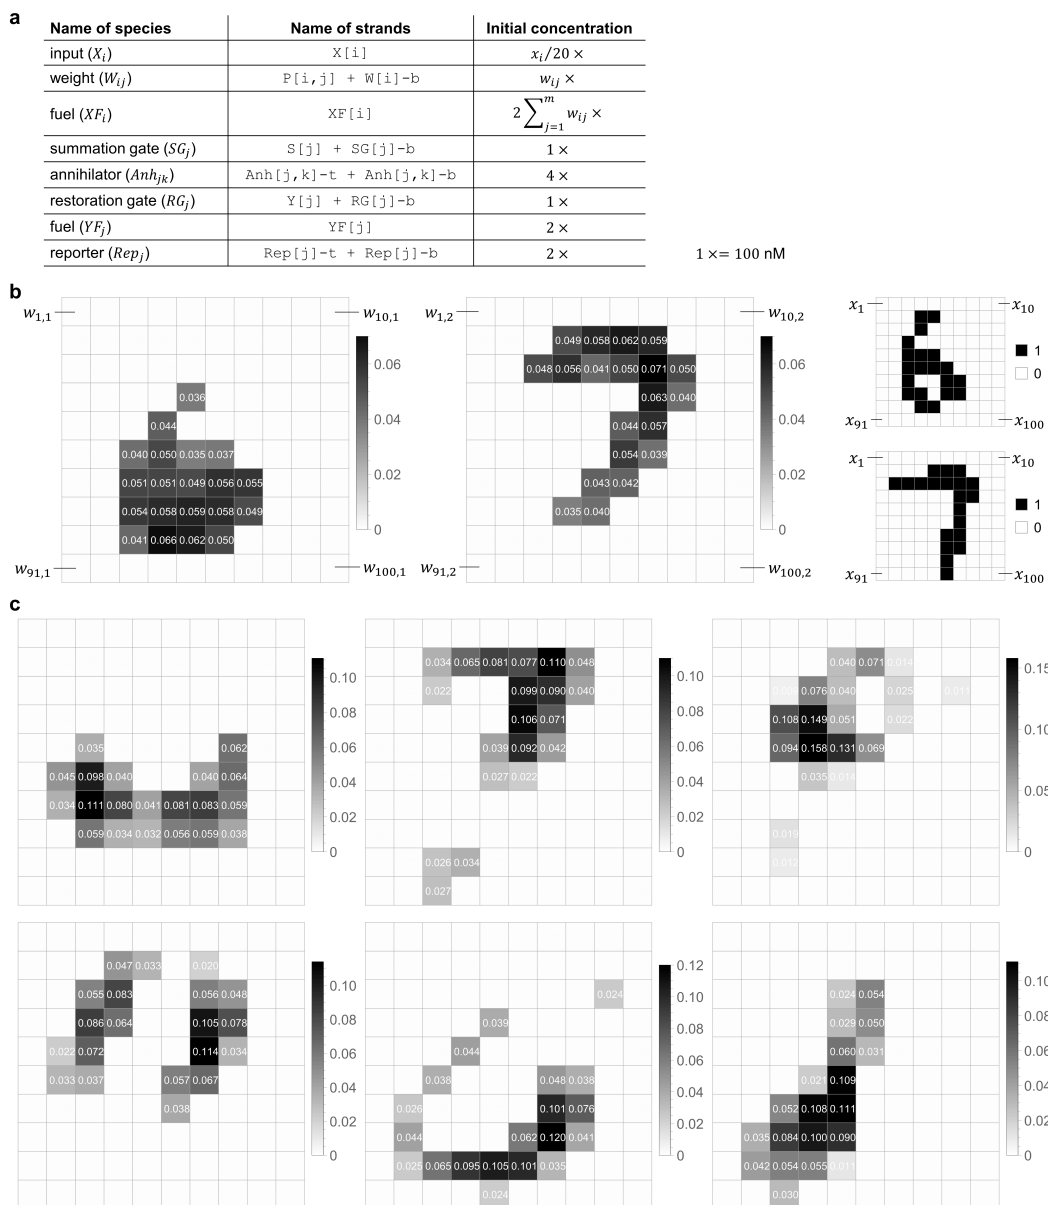 a
Name of species Name of strands Initial concentration
input (Xᵢ) X[i] xᵢ/20 ×
weight (Wᵢⱼ) P[i,j] + W[i]-b wᵢⱼ ×
fuel (XFᵢ) XF[i] 2 ∑ⱼ₌₁ᵐ wᵢⱼ ×
summation gate (SGⱼ) S[j] + SG[j]-b 1 ×
annihilator (Anhⱼₖ) Anh[j,k]-t + Anh[j,k]-b 4 ×
restoration gate (RGⱼ) Y[j] + RG[j]-b 1 ×
fuel (YFⱼ) YF[j] 2 ×
reporter (Repⱼ) Rep[j]-t + Rep[j]-b 2 ×
1 ×= 100 nM
b
w₁,₁ w₁₀,₁
0.036
0.044
0.040 0.050 0.035 0.037
0.051 0.051 0.049 0.056 0.055
0.054 0.058 0.059 0.058 0.049
0.041 0.066 0.062 0.050
w₉₁,₁ w₁₀₀,₁
0.06
0.04
0.02
0
w₁,₂ w₁₀,₂
0.049 0.058 0.062 0.059
0.048 0.056 0.041 0.050 0.071 0.050
0.063 0.040
0.044 0.057
0.054 0.039
0.043 0.042
0.035 0.040
w₉₁,₂ w₁₀₀,₂
0.06
0.04
0.02
0
x₁ x₁₀
1
0
x₉₁ x₁₀₀
x₁ x₁₀
1
0
x₉₁ x₁₀₀
c
0.035 0.062
0.045 0.098 0.040 0.040 0.064
0.034 0.111 0.080 0.041 0.081 0.083 0.059
0.059 0.034 0.032 0.056 0.059 0.038
0.10
0.08
0.06
0.04
0.02
0
0.034 0.065 0.081 0.077 0.110 0.048
0.022 0.099 0.090 0.040
0.106 0.071
0.039 0.092 0.042
0.027 0.022
0.026 0.034
0.027
0.10
0.08
0.06
0.04
0.02
0
0.040 0.071 0.014
0.076 0.040 0.025 0.011
0.108 0.149 0.051 0.022
0.094 0.158 0.131 0.069
0.035 0.014
0.019
0.012
0.15
0.10
0.05
0
0.047 0.033 0.020
0.055 0.083 0.056 0.048
0.086 0.064 0.105 0.078
0.022 0.072 0.114 0.034
0.033 0.037 0.057 0.067
0.038
0.10
0.08
0.06
0.04
0.02
0
0.024
0.039
0.044
0.038 0.048 0.038
0.026 0.101 0.076
0.044 0.062 0.120 0.041
0.025 0.065 0.095 0.105 0.101 0.035
0.024
0.12
0.10
0.08
0.06
0.04
0.02
0
0.024 0.054
0.029 0.050
0.060 0.031
0.021 0.109
0.052 0.108 0.111
0.035 0.084 0.100 0.090
0.042 0.054 0.055 0.011
0.030
0.10
0.08
0.06
0.04
0.02
0